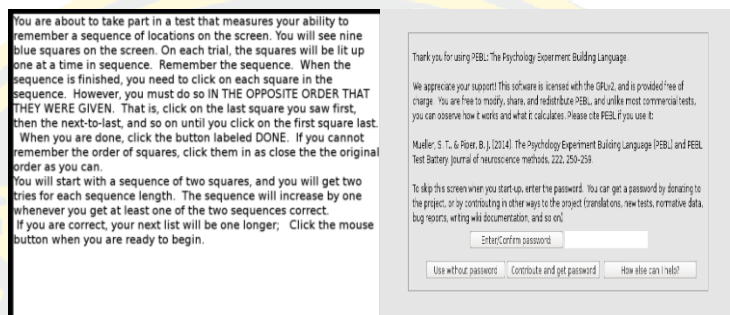 You are about to take part in a test that measures your ability to
remember a sequence of locations on the screen. You will see nine
blue squares on the screen. On each trial, the squares will be lit up
one at a time in sequence.  Remember the sequence.  When the
sequence is finished, you need to click on each square in the
sequence.  However, you must do so IN THE OPPOSITE ORDER THAT
THEY WERE GIVEN.  That is, click on the last square you saw first,
then the next-to-last, and so on until you click on the first square last.
When you are done, click the button labeled DONE.  If you cannot
remember the order of squares, click them in as close the the original
order as you can.
You will start with a sequence of two squares, and you will get two
tries for each sequence length.  The sequence will increase by one
whenever you get at least one of the two sequences correct.
If you are correct, your next list will be one longer;   Click the mouse
button when you are ready to begin.
Thank you for using PEBL: The Psychology Experiment Building Language.
We appreciate your support! This software is licensed with the GPLv2, and is provided free of
charge.  You are free to modify, share, and redistribute PEBL, and unlike most commercial tests,
you can observe how it works and what it calculates. Please cite PEBL if you use it:
Mueller, S. T., & Piper, B. J. (2014). The Psychology Experiment Building Language (PEBL) and PEBL
Test Battery. Journal of neuroscience methods, 222, 250-259.
To skip this screen when you start-up, enter the password.  You can get a password by donating to
the project, or by contributing in other ways to the project (translations, new tests, normative data,
bug reports, writing wiki documentation, and so on)
Enter/Confirm password:
Use without password
Contribute and get password
How else can I help?